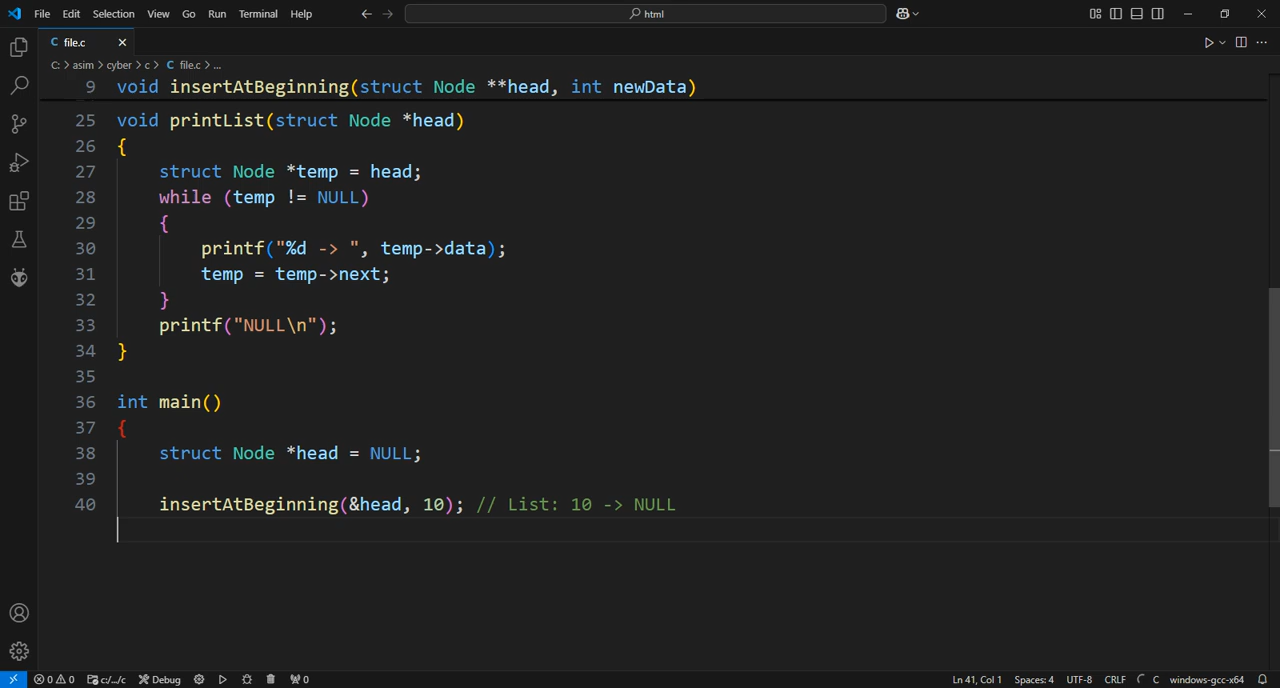 File Edit Selection View Go Run Terminal Help html
C file.c
C: > asim > cyber > c > C file.c > ...
9 void insertAtBeginning(struct Node **head, int newData)
25 void printList(struct Node *head)
26 {
27 struct Node *temp = head;
28 while (temp != NULL)
29 {
30 printf("%d -> ", temp->data);
31 temp = temp->next;
32 }
33 printf("NULL\n");
34 }
35
36 int main()
37 {
38 struct Node *head = NULL;
39
40 insertAtBeginning(&head, 10); // List: 10 -> NULL
0 0 c:/.../c Debug 0 Ln 41, Col 1 Spaces: 4 UTF-8 CRLF C windows-gcc-x64